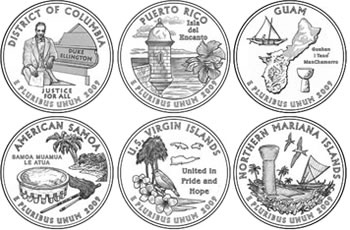 DISTRICT OF COLUMBIA
DUKE
ELLINGTON
JUSTICE
FOR ALL
E PLURIBUS UNUM 2009
PUERTO RICO
Isla
del
Encanto
E PLURIBUS UNUM 2009
GUAM
Guahan
I Tano'
ManChamorro
E PLURIBUS UNUM 2009
AMERICAN SAMOA
SAMOA MUAMUA
LE ATUA
E PLURIBUS UNUM 2009
U.S. VIRGIN ISLANDS
United in
Pride and
Hope
E PLURIBUS UNUM 2009
NORTHERN MARIANA ISLANDS
E PLURIBUS UNUM 2009